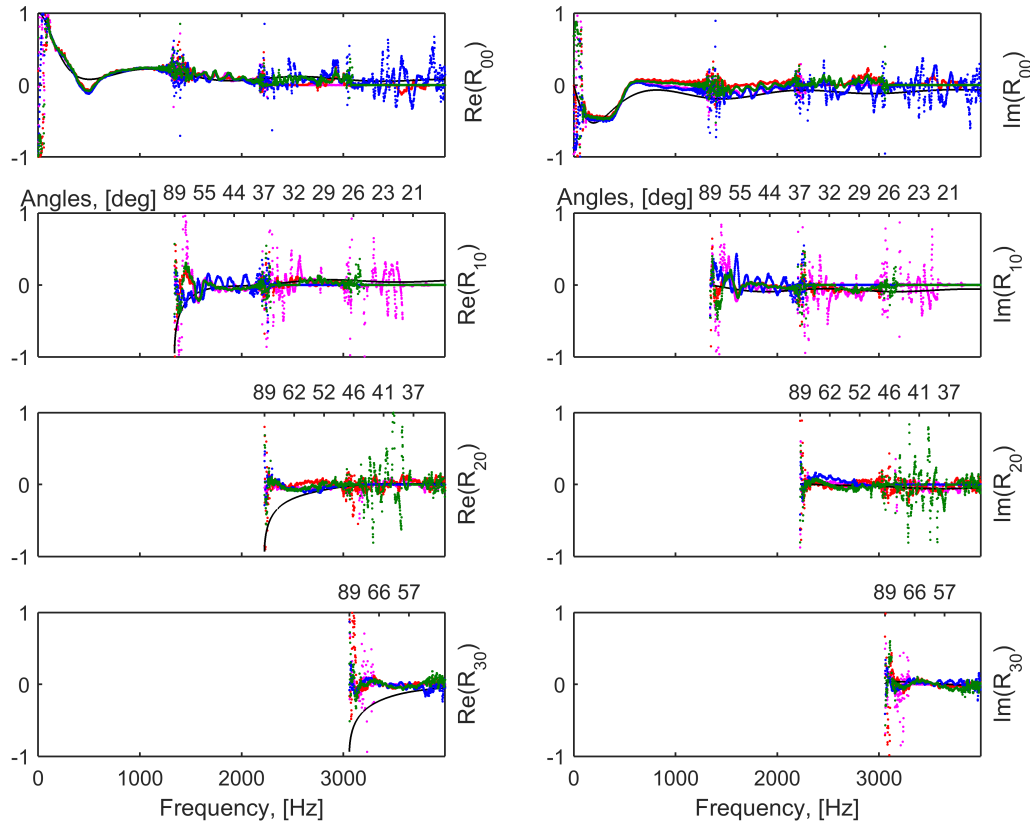 1
0
-1
Re(R00)
1
0
-1
Im(R00)
Angles, [deg] 89 55 44 37 32 29 26 23 21
1
0
-1
Re(R10)
Angles, [deg] 89 55 44 37 32 29 26 23 21
1
0
-1
Im(R10)
89 62 52 46 41 37
1
0
-1
Re(R20)
89 62 52 46 41 37
1
0
-1
Im(R20)
89 66 57
1
0
-1
Re(R30)
89 66 57
1
0
-1
Im(R30)
0 1000 2000 3000
Frequency, [Hz]
0 1000 2000 3000
Frequency, [Hz]